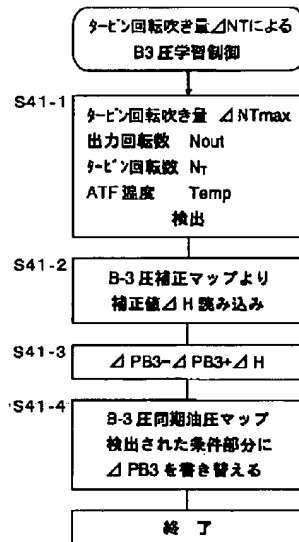 タービン回転吹き量⊿NTによる
B3圧学習制御
S41-1
タービン回転吹き量 ⊿NTmax
出力回転数 Nout
タービン回転数 NT
ATF温度 Temp
検出
S41-2
B-3圧補正マップより
補正値⊿H読み込み
S41-3
⊿PB3=⊿PB3+⊿H
S41-4
B-3圧同期油圧マップ
検出された条件部分に
⊿PB3を書き替える
終了